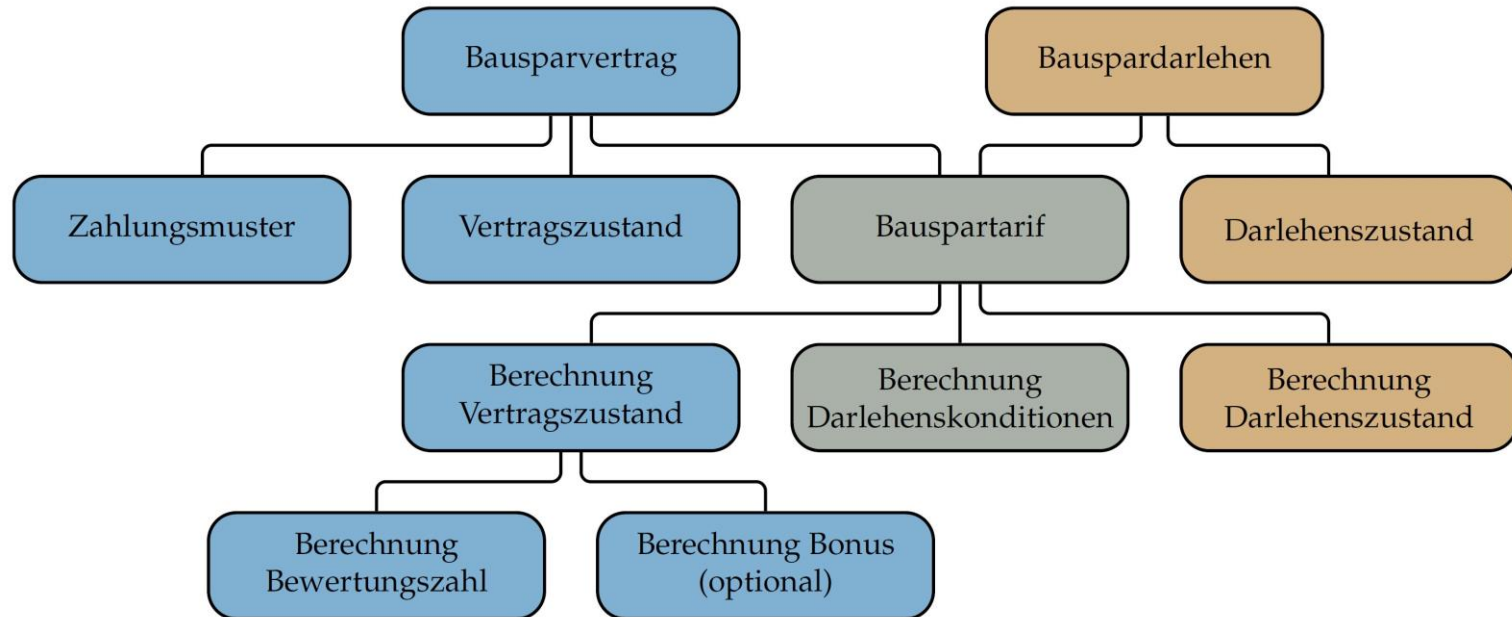 Bausparvertrag
Bauspardarlehen
Zahlungsmuster
Vertragszustand
Bauspartarif
Darlehenszustand
Berechnung
Vertragszustand
Berechnung
Darlehenskonditionen
Berechnung
Darlehenszustand
Berechnung
Bewertungszahl
Berechnung Bonus
(optional)